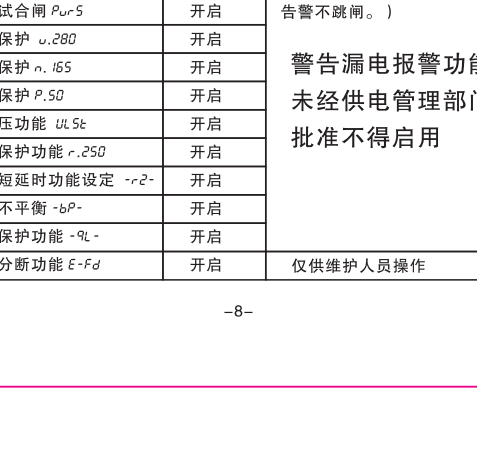 试合闸 PurS 开启 告警不跳闸。）
保护 u.280 开启
保护 n.165 开启
保护 P.50 开启
压功能 ULSt 开启
保护功能 r.250 开启
短延时功能设定 -r2- 开启
不平衡 -bP- 开启
保护功能 -qL- 开启
警告漏电报警功能
未经供电管理部门
批准不得启用
分断功能 E-Fd 开启 仅供维护人员操作
-8-